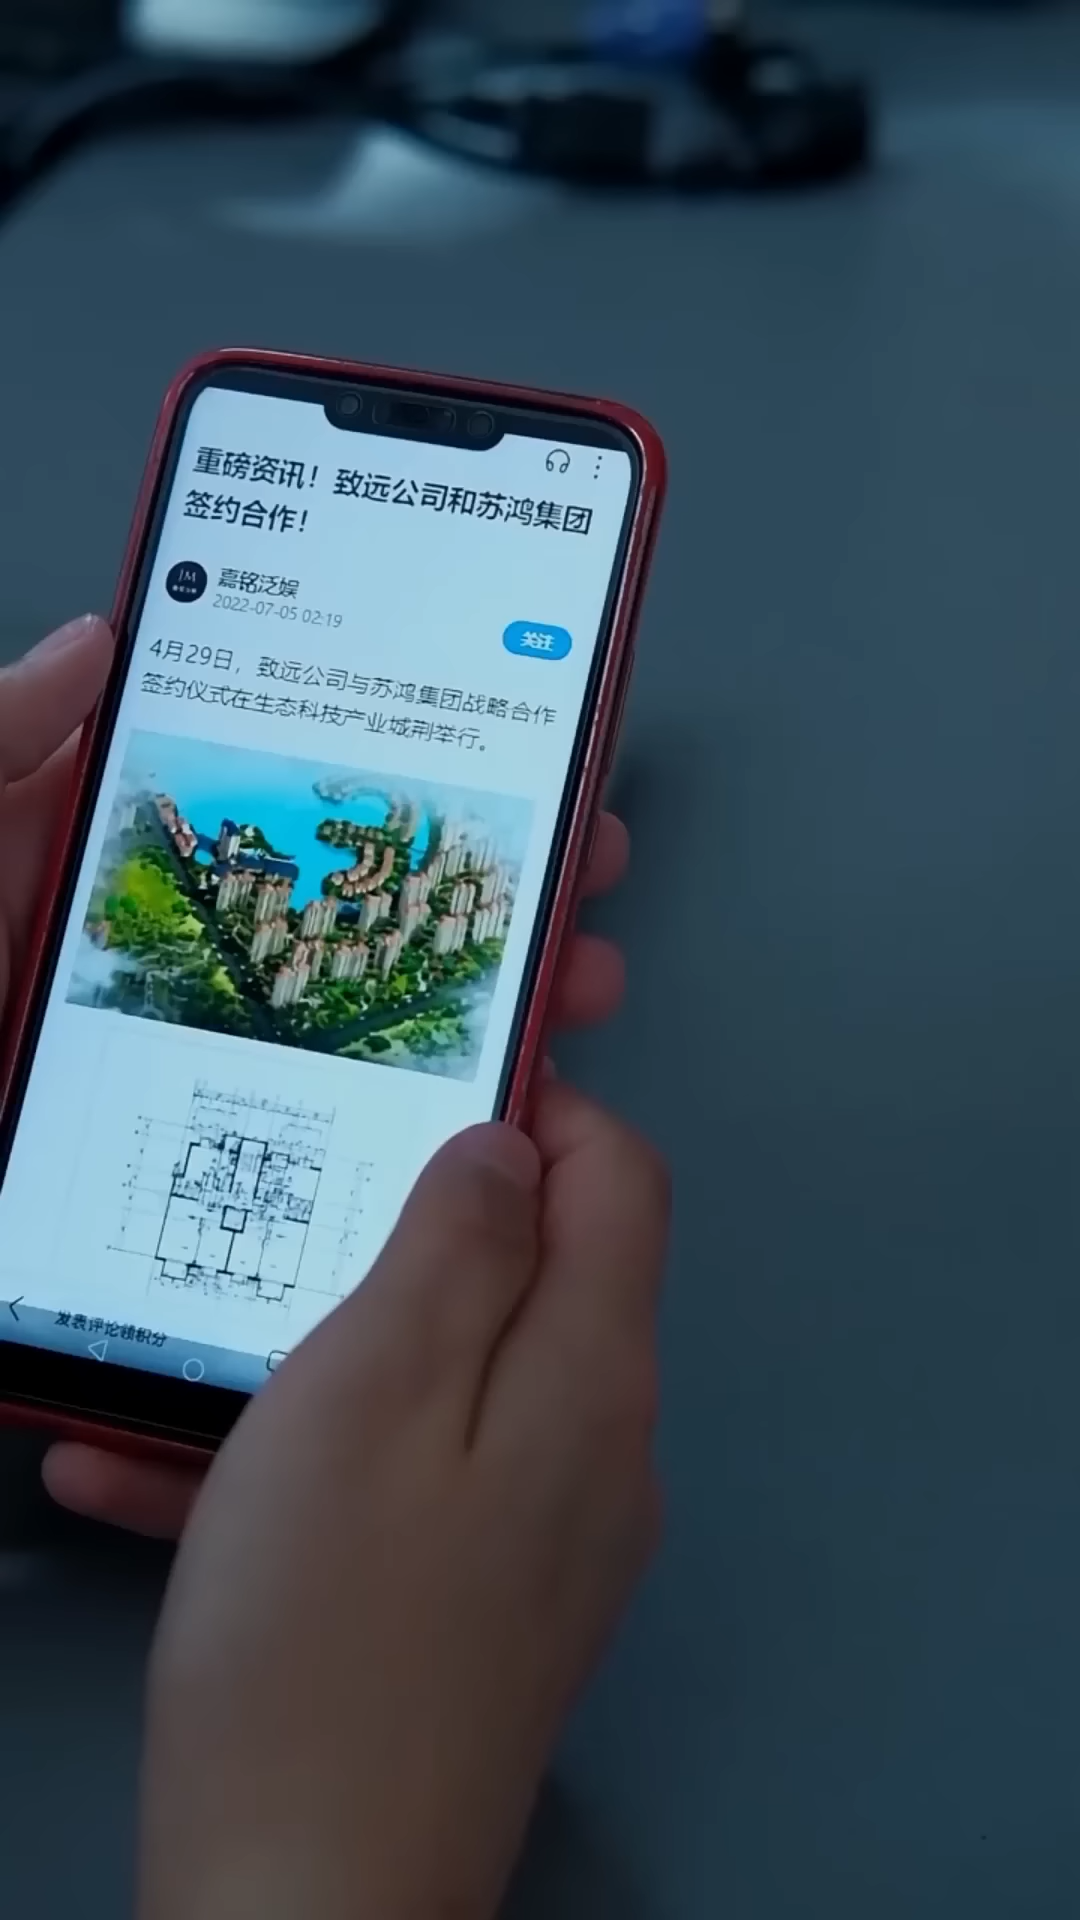 重磅资讯！致远公司和苏鸿集团
签约合作！
JM
嘉铭泛娱
2022-07-05 02:19
关注
4月29日，致远公司与苏鸿集团战略合作
签约仪式在生态科技产业城荆举行。
发表评论领积分